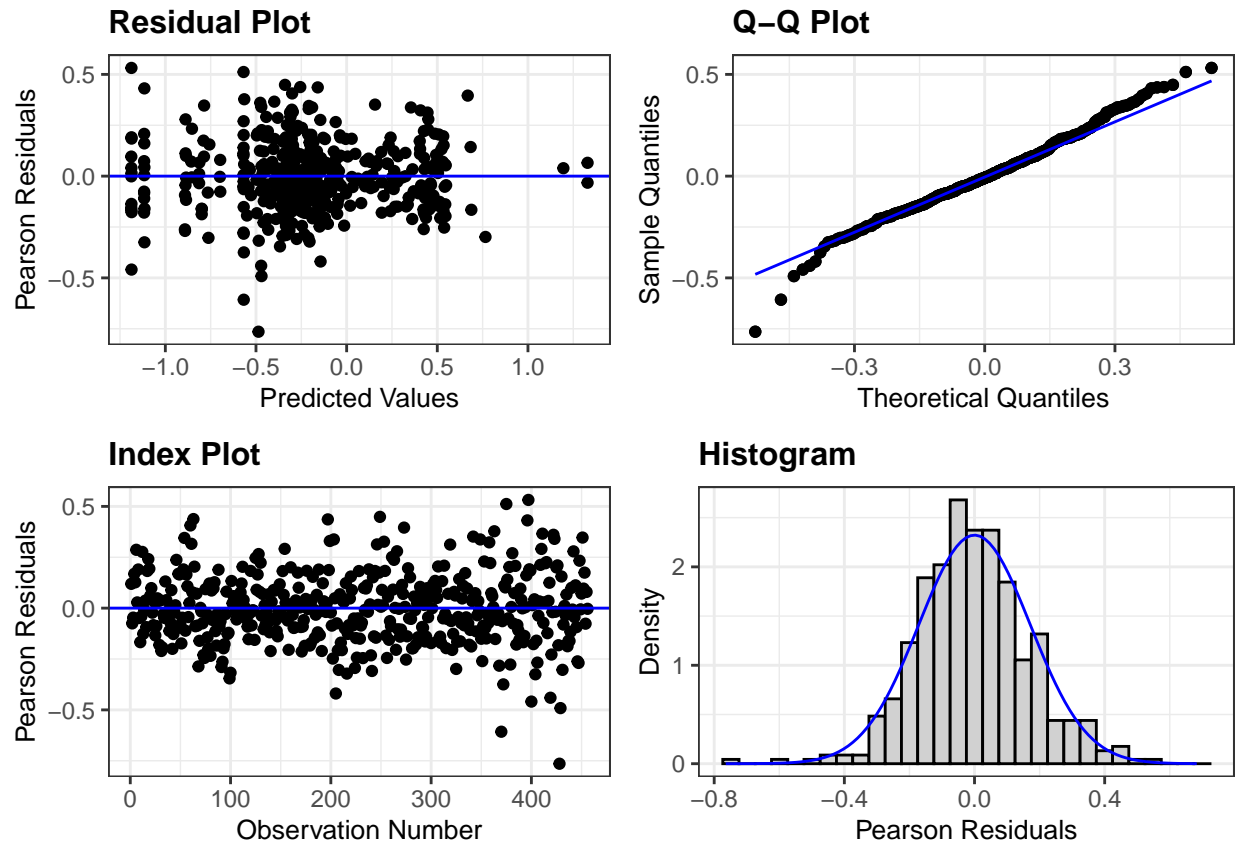 Residual Plot
Pearson Residuals
0.5
0.0
−0.5
−1.0 −0.5 0.0 0.5 1.0
Predicted Values
Q−Q Plot
Sample Quantiles
0.5
0.0
−0.5
−0.3 0.0 0.3
Theoretical Quantiles
Index Plot
Pearson Residuals
0.5
0.0
−0.5
0 100 200 300 400
Observation Number
Histogram
Density
2
1
0
−0.8 −0.4 0.0 0.4
Pearson Residuals